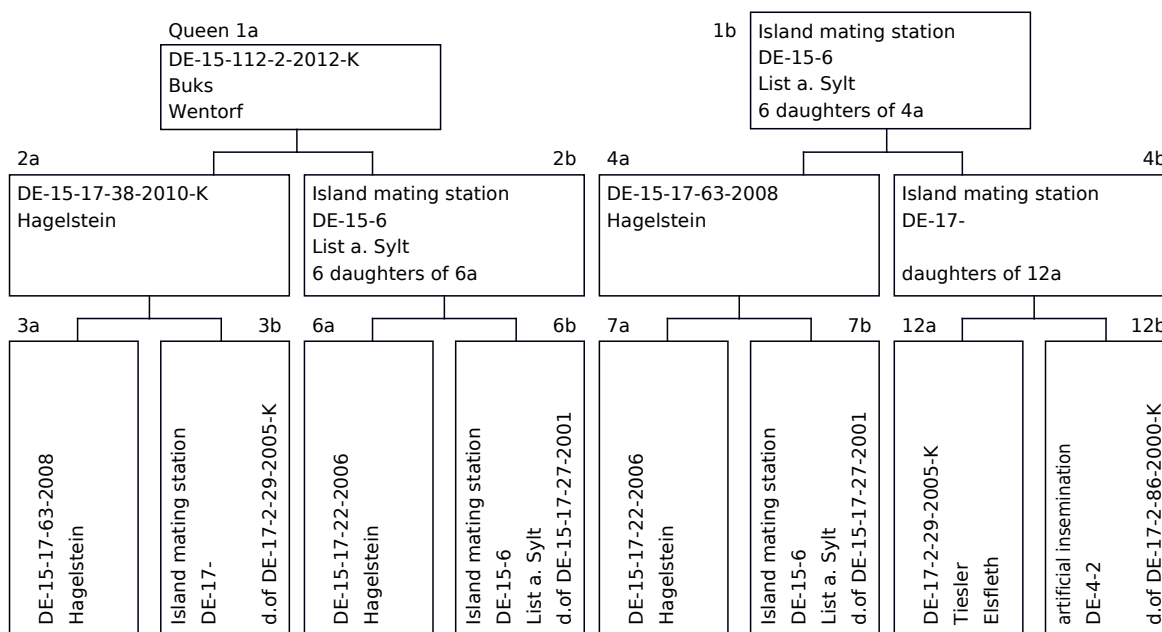 Queen 1a
DE-15-112-2-2012-K
Buks
Wentorf
1b
Island mating station
DE-15-6
List a. Sylt
6 daughters of 4a
2a
DE-15-17-38-2010-K
Hagelstein
2b
Island mating station
DE-15-6
List a. Sylt
6 daughters of 6a
4a
DE-15-17-63-2008
Hagelstein
4b
Island mating station
DE-17-
daughters of 12a
3a
DE-15-17-63-2008
Hagelstein
3b
Island mating station
DE-17-
d.of DE-17-2-29-2005-K
6a
DE-15-17-22-2006
Hagelstein
6b
Island mating station
DE-15-6
List a. Sylt
d.of DE-15-17-27-2001
7a
DE-15-17-22-2006
Hagelstein
7b
Island mating station
DE-15-6
List a. Sylt
d.of DE-15-17-27-2001
12a
DE-17-2-29-2005-K
Tiesler
Elsfleth
12b
artificial insemination
DE-4-2
d.of DE-17-2-86-2000-K